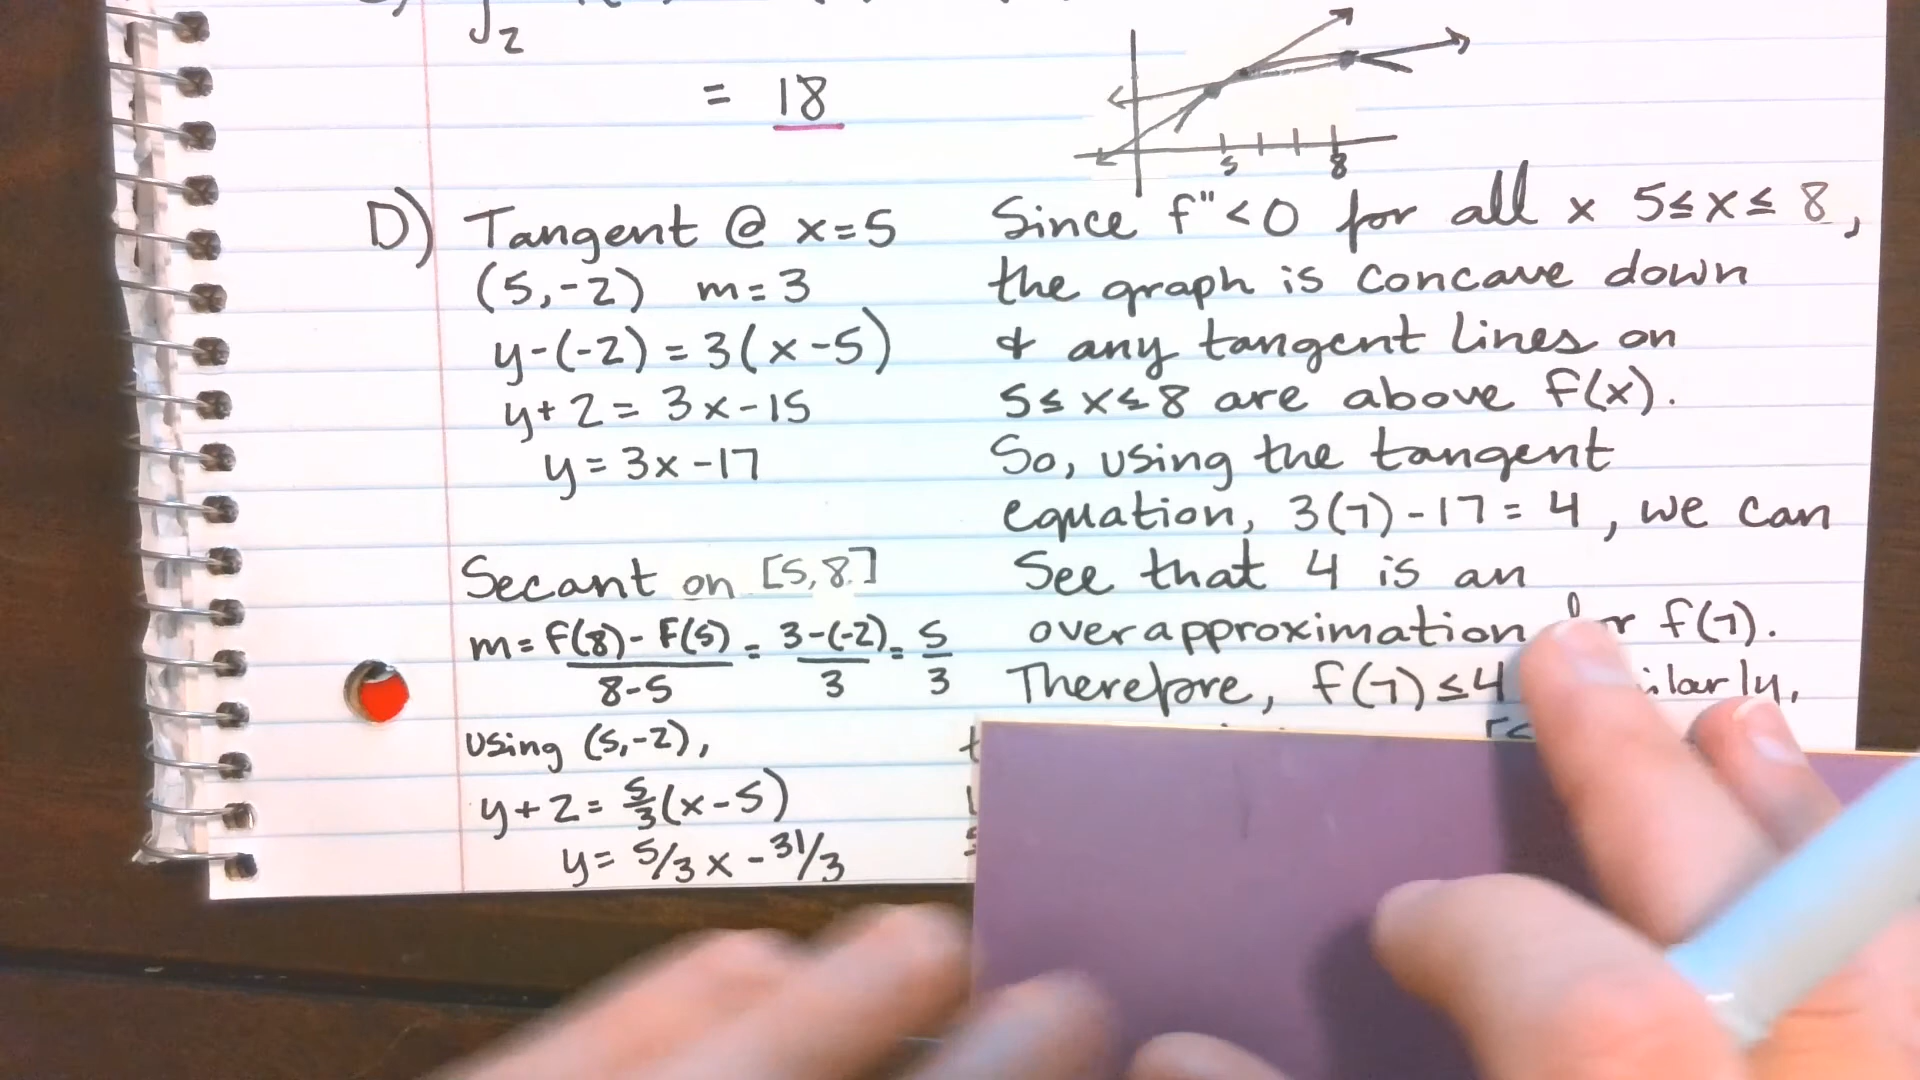 2
= 18
5 8
D) Tangent @ x=5
(5,-2) m=3
y-(-2) = 3(x-5)
y+2 = 3x-15
y = 3x-17
Secant on [5,8]
m = F(8)-F(5)/8-5 = 3-(-2)/3 = 5/3
using (5,-2),
y+2 = 5/3(x-5)
y = 5/3 x - 31/3
Since f" < 0 for all x 5≤x≤8,
the graph is concave down
& any tangent lines on
5≤x≤8 are above f(x).
So, using the tangent
equation, 3(7)-17 = 4, we can
See that 4 is an
overapproximation f(7).
Therefore, f(7) ≤ 4